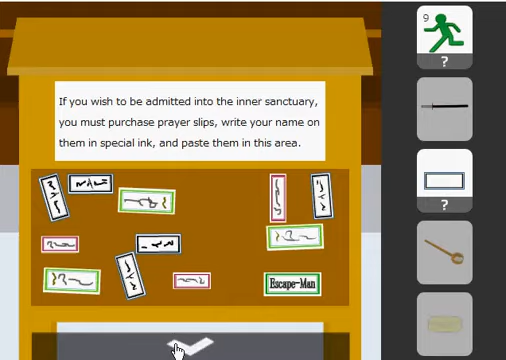 If you wish to be admitted into the inner sanctuary,
you must purchase prayer slips, write your name on
them in special ink, and paste them in this area.
Escape-Man
9
?
?